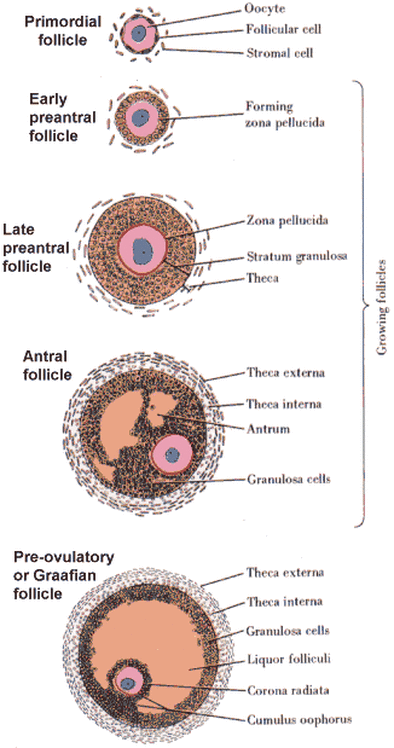 Primordial
follicle
Oocyte
Follicular cell
Stromal cell
Early
preantral
follicle
Forming
zona pellucida
Late
preantral
follicle
Zona pellucida
Stratum granulosa
Theca
Antral
follicle
Theca externa
Theca interna
Antrum
Granulosa cells
Growing follicles
Pre-ovulatory
or Graafian
follicle
Theca externa
Theca interna
Granulosa cells
Liquor folliculi
Corona radiata
Cumulus oophorus